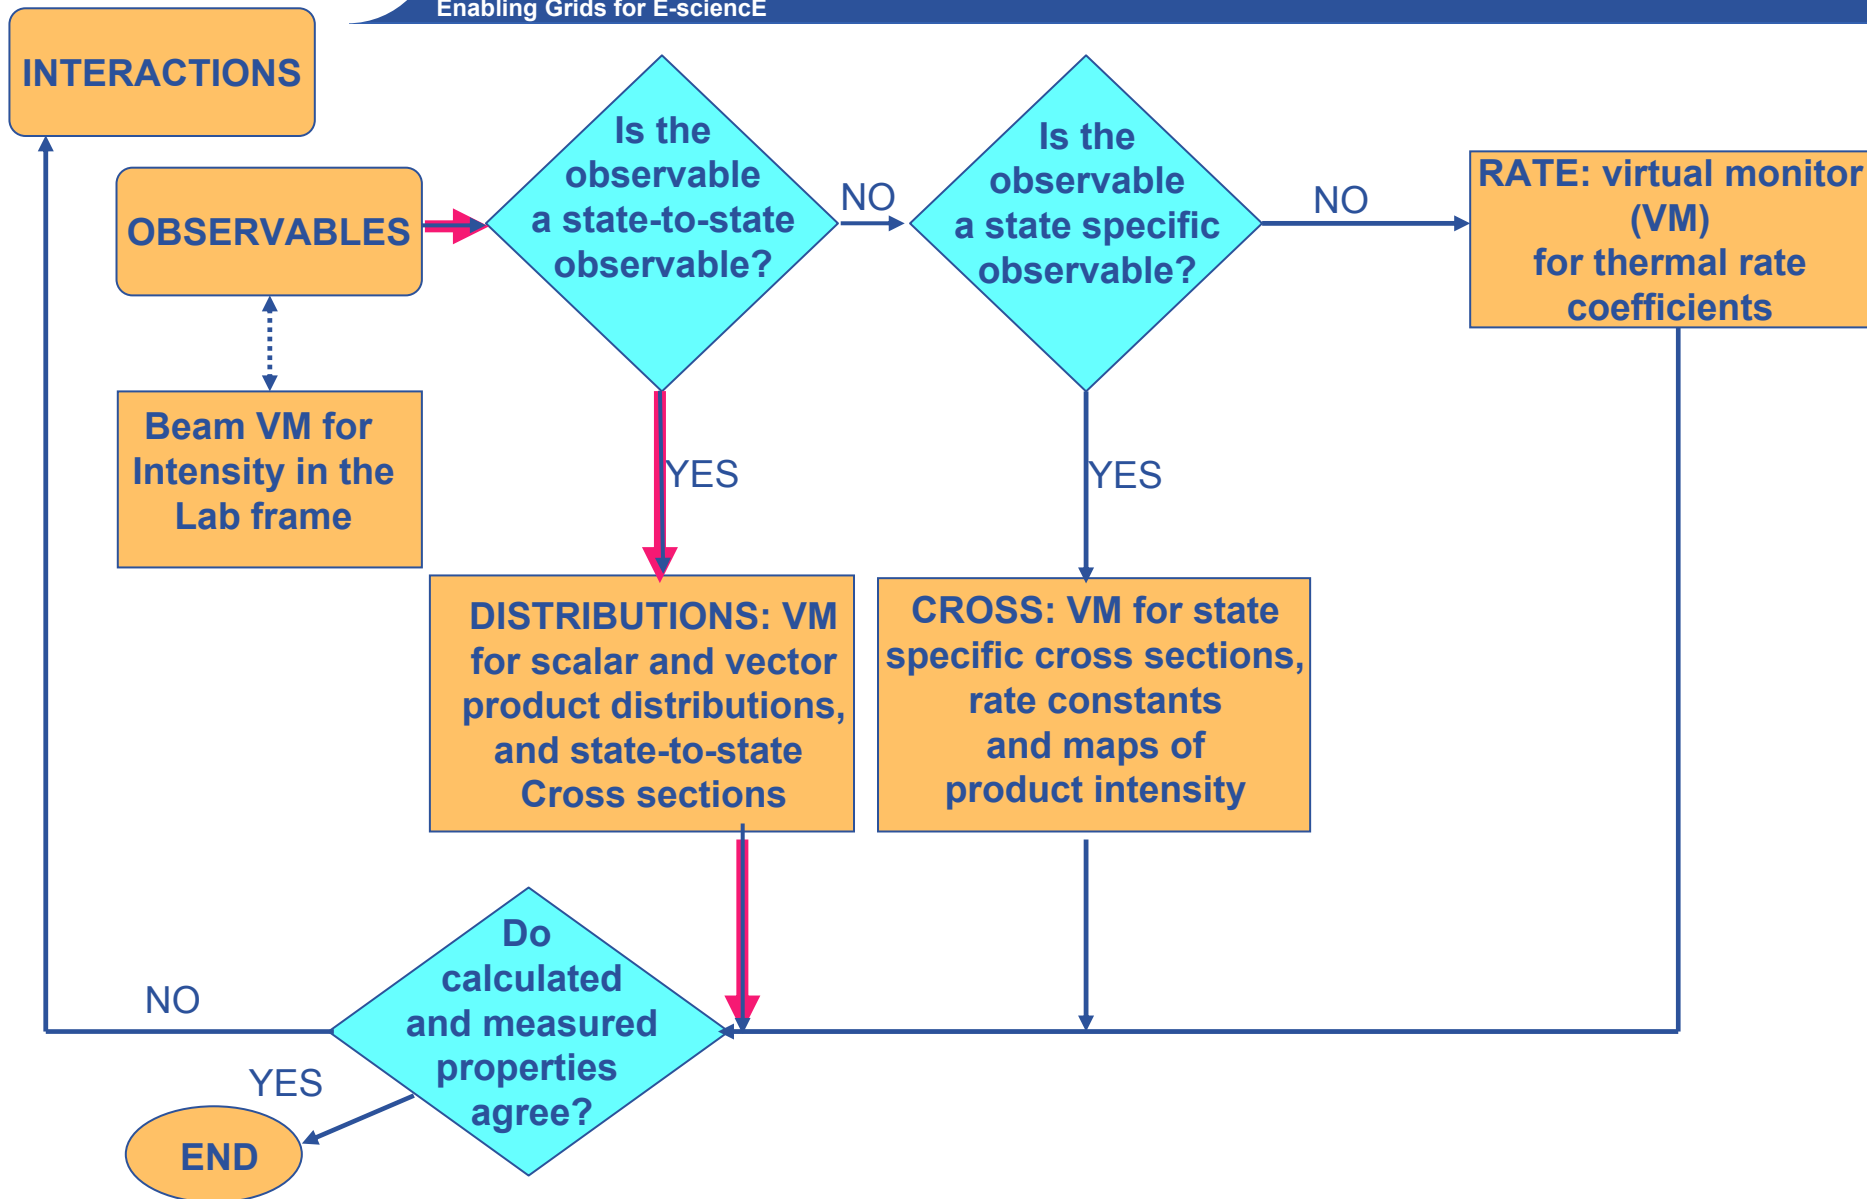 Enabling Grids for E-sciencE
INTERACTIONS
OBSERVABLES
Is the
observable
a state-to-state
observable?
NO
Is the
observable
a state specific
observable?
NO
RATE: virtual monitor
(VM)
for thermal rate
coefficients
Beam VM for
Intensity in the
Lab frame
YES
YES
DISTRIBUTIONS: VM
for scalar and vector
product distributions,
and state-to-state
Cross sections
CROSS: VM for state
specific cross sections,
rate constants
and maps of
product intensity
Do
calculated
and measured
properties
agree?
NO
YES
END